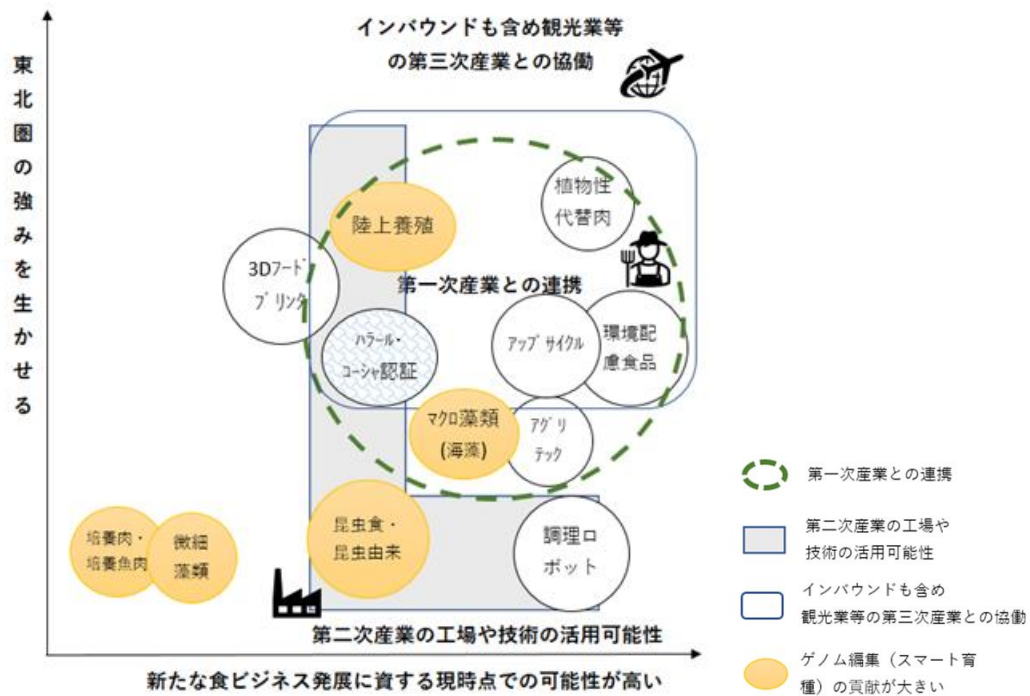 インバウンドも含め観光業等
の第三次産業との協働
東北圏の強みを生かせる
植物性
代替肉
陸上養殖
3Dフード
プリンタ
第一次産業との連携
ハラール・
コーシャ認証
アップサイクル
環境配
慮食品
マクロ藻類
(海藻)
アグリ
テック
昆虫食・
昆虫由来
調理ロ
ボット
培養肉・
培養魚肉
微細
藻類
第二次産業の工場や技術の活用可能性
新たな食ビジネス発展に資する現時点での可能性が高い
第一次産業との連携
第二次産業の工場や
技術の活用可能性
インバウンドも含め
観光業等の第三次産業との協働
ゲノム編集（スマート育
種）の貢献が大きい